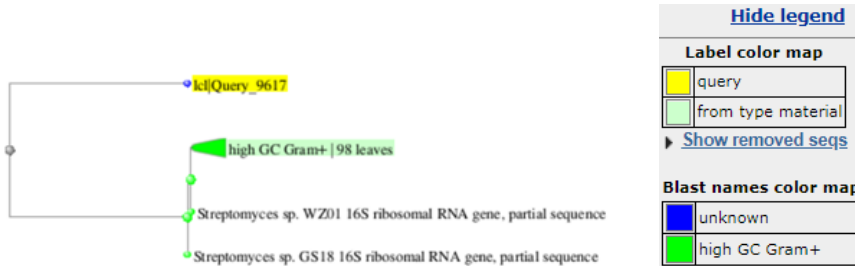 lcl|Query_9617
high GC Gram+ | 98 leaves
Streptomyces sp. WZ01 16S ribosomal RNA gene, partial sequence
Streptomyces sp. GS18 16S ribosomal RNA gene, partial sequence
Hide legend
Label color map
query
from type material
Show removed seqs
Blast names color map
unknown
high GC Gram+